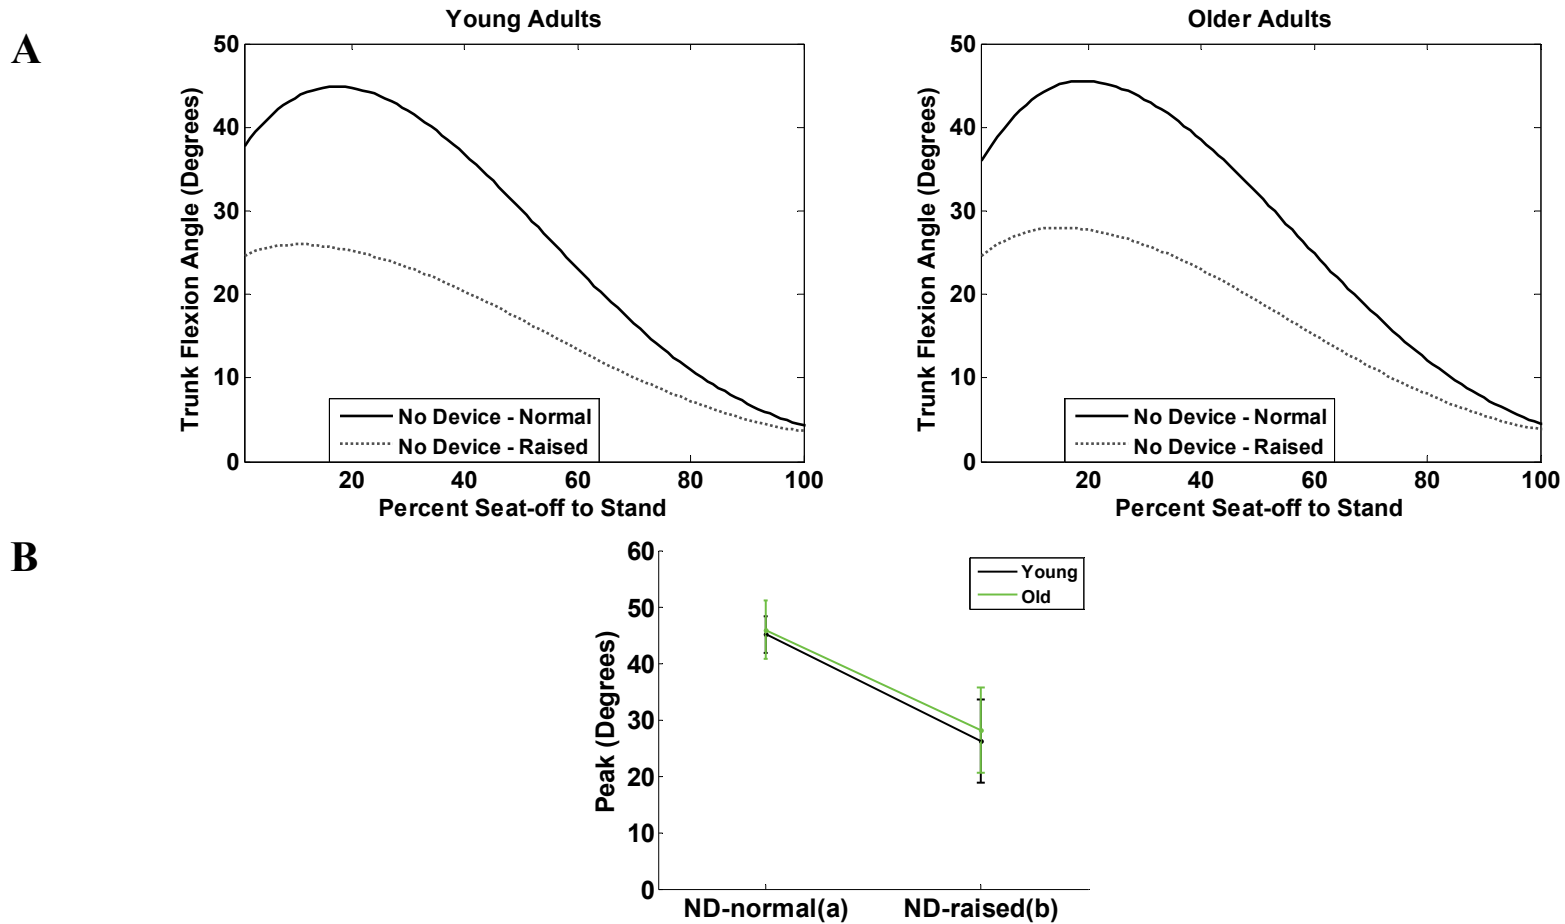 A
Young Adults
Trunk Flexion Angle (Degrees)
50
40
30
20
10
0
No Device - Normal
No Device - Raised
20 40 60 80 100
Percent Seat-off to Stand
Older Adults
Trunk Flexion Angle (Degrees)
50
40
30
20
10
0
No Device - Normal
No Device - Raised
20 40 60 80 100
Percent Seat-off to Stand
B
Peak (Degrees)
60
50
40
30
20
10
0
Young
Old
ND-normal(a) ND-raised(b)